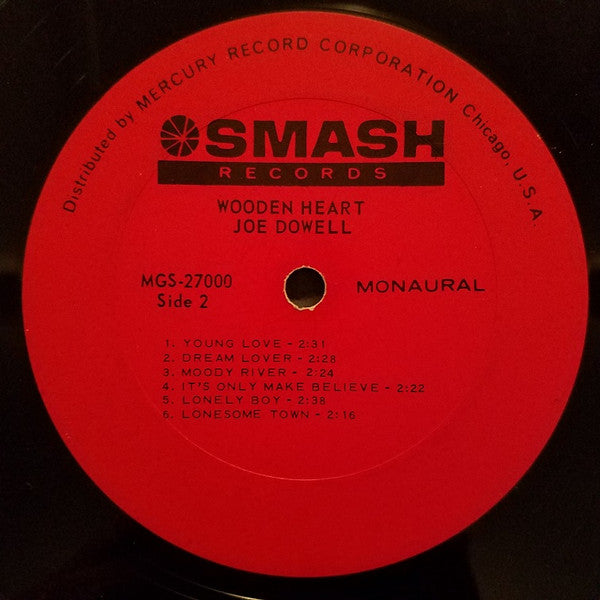 Distributed by MERCURY RECORD CORPORATION Chicago, U.S.A
SMASH
RECORDS
WOODEN HEART
JOE DOWELL
MGS-27000
Side 2
MONAURAL
1. YOUNG LOVE - 2:31
2. DREAM LOVER - 2:28
3. MOODY RIVER - 2:24
4. IT'S ONLY MAKE BELIEVE - 2:22
5. LONELY BOY - 2:38
6. LONESOME TOWN - 2:16